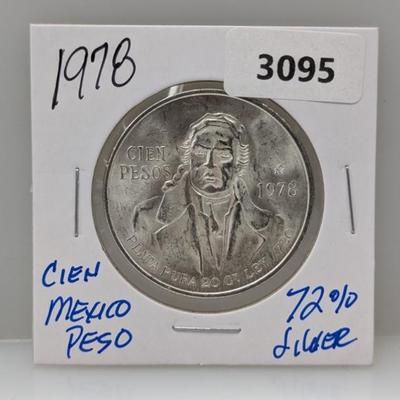 1978
3095
CIEN
PESOS
1978
PLATA PURA 20 Gr. LEY .720
CIEN
MEXICO
PESO
72%
SILVER